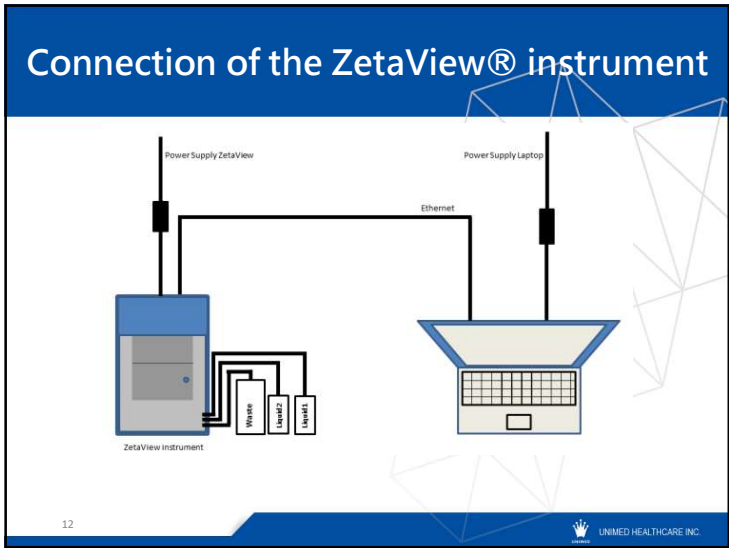 Connection of the ZetaView® instrument
Power Supply ZetaView
Power Supply Laptop
Ethernet
Waste
Liquid2
Liquid1
ZetaView instrument
12
UNIMED
UNIMED HEALTHCARE INC.